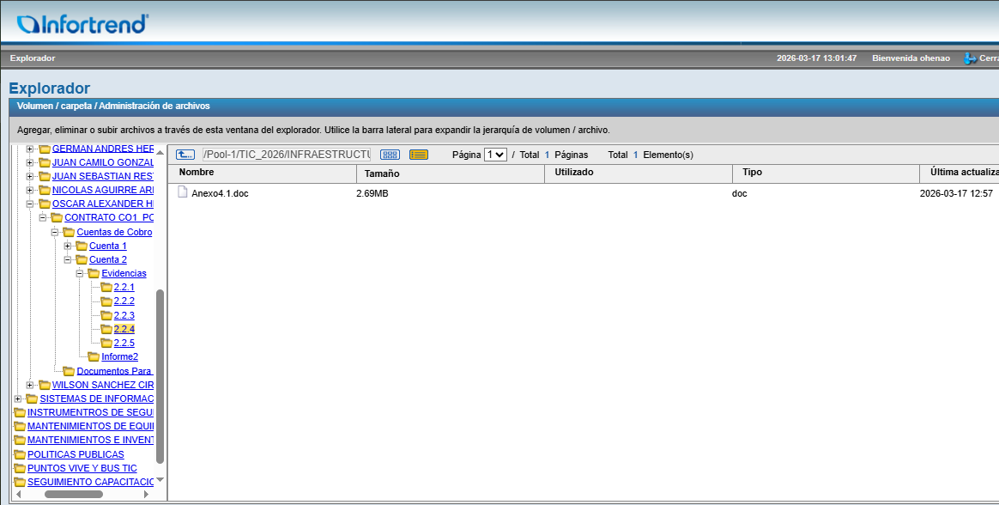 Infortrend
Explorador 2026-03-17 13:01:47 Bienvenida ohenao Cerra
Explorador
Volumen / carpeta / Administración de archivos
Agregar, eliminar o subir archivos a través de esta ventana del explorador. Utilice la barra lateral para expandir la jerarquía de volumen / archivo.
/Pool-1/TIC_2026/INFRAESTRUCTU Página 1 / Total 1 Páginas Total 1 Elemento(s)
Nombre Tamaño Utilizado Tipo Última actualiza
Anexo4.1.doc 2.69MB doc 2026-03-17 12:57
GERMAN ANDRES HER
JUAN CAMILO GONZAL
JUAN SEBASTIAN RES
NICOLAS AGUIRRE ARI
OSCAR ALEXANDER H
CONTRATO CO1_PC
Cuentas de Cobro
Cuenta 1
Cuenta 2
Evidencias
2.2.1
2.2.2
2.2.3
2.2.4
2.2.5
Informe2
Documentos Para
WILSON SANCHEZ CIR
SISTEMAS DE INFORMAC
INSTRUMENTROS DE SEGU
MANTENIMIENTOS DE EQUI
MANTENIMIENTOS E INVENT
POLITICAS PUBLICAS
PUNTOS VIVE Y BUS TIC
SEGUIMIENTO CAPACITACIO